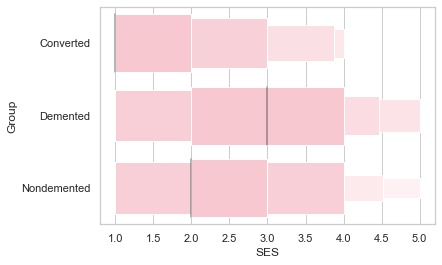 Converted
Demented
Nondemented
Group
1.0 1.5 2.0 2.5 3.0 3.5 4.0 4.5 5.0
SES